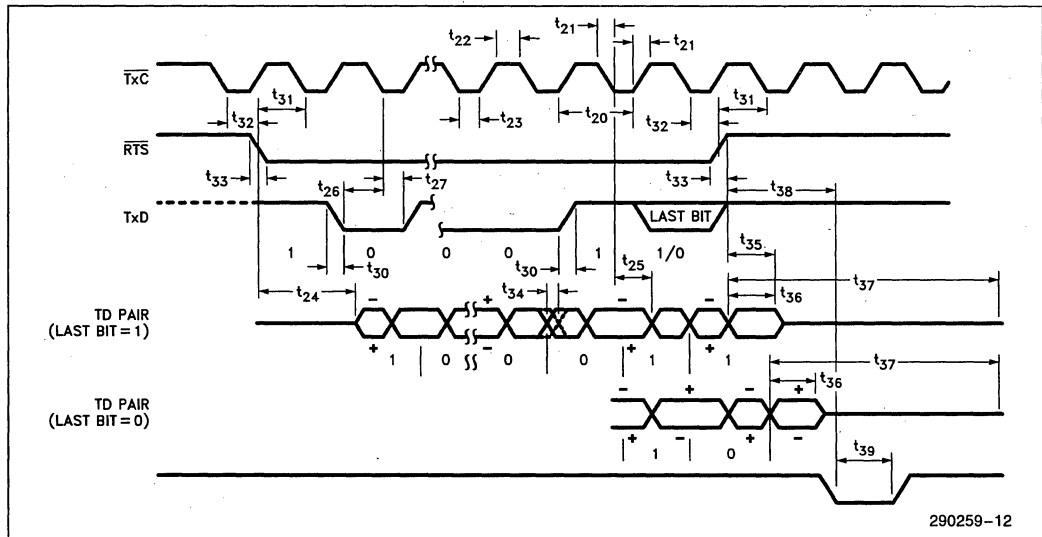 t22 t21 t21
TxC
t31 t31
t32 t23 t20 t32
RTS
t33 t26 t27 t33 t38
TxD LAST BIT
1 0 0 0 1 1/0
t30 t30 t25 t35
t24 t34 t37
t36
TD PAIR
(LAST BIT = 1)
- + - -
+ - + +
1 0 0 0 1 1
t37
t36
TD PAIR
(LAST BIT = 0)
- + - +
+ - + -
1 0
t39
290259-12